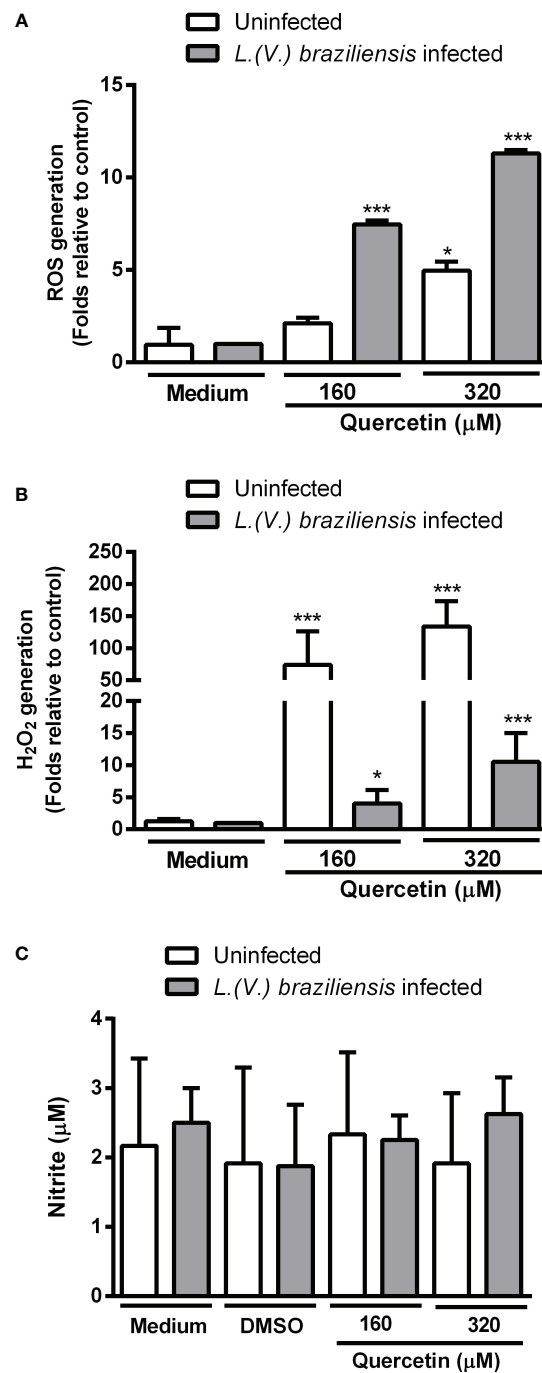 A
Uninfected
L.(V.) braziliensis infected
ROS generation
(Folds relative to control)
15
10
5
0
***
*
***
Medium
160
320
Quercetin (μM)
B
Uninfected
L.(V.) braziliensis infected
H₂O₂ generation
(Folds relative to control)
250
200
150
100
50
20
15
10
5
0
***
*
***
***
Medium
160
320
Quercetin (μM)
C
Uninfected
L.(V.) braziliensis infected
Nitrite (μM)
4
3
2
1
0
Medium
DMSO
160
320
Quercetin (μM)